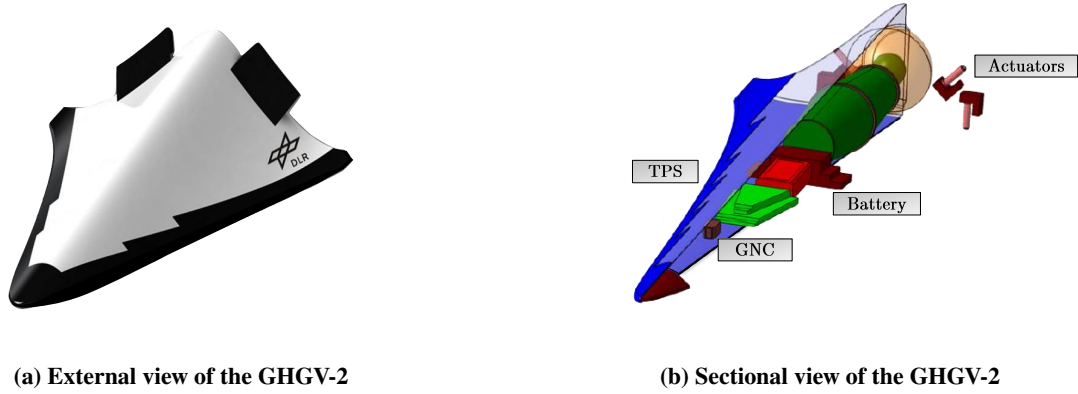 DLR
Actuators
TPS
Battery
GNC
(a) External view of the GHGV-2
(b) Sectional view of the GHGV-2